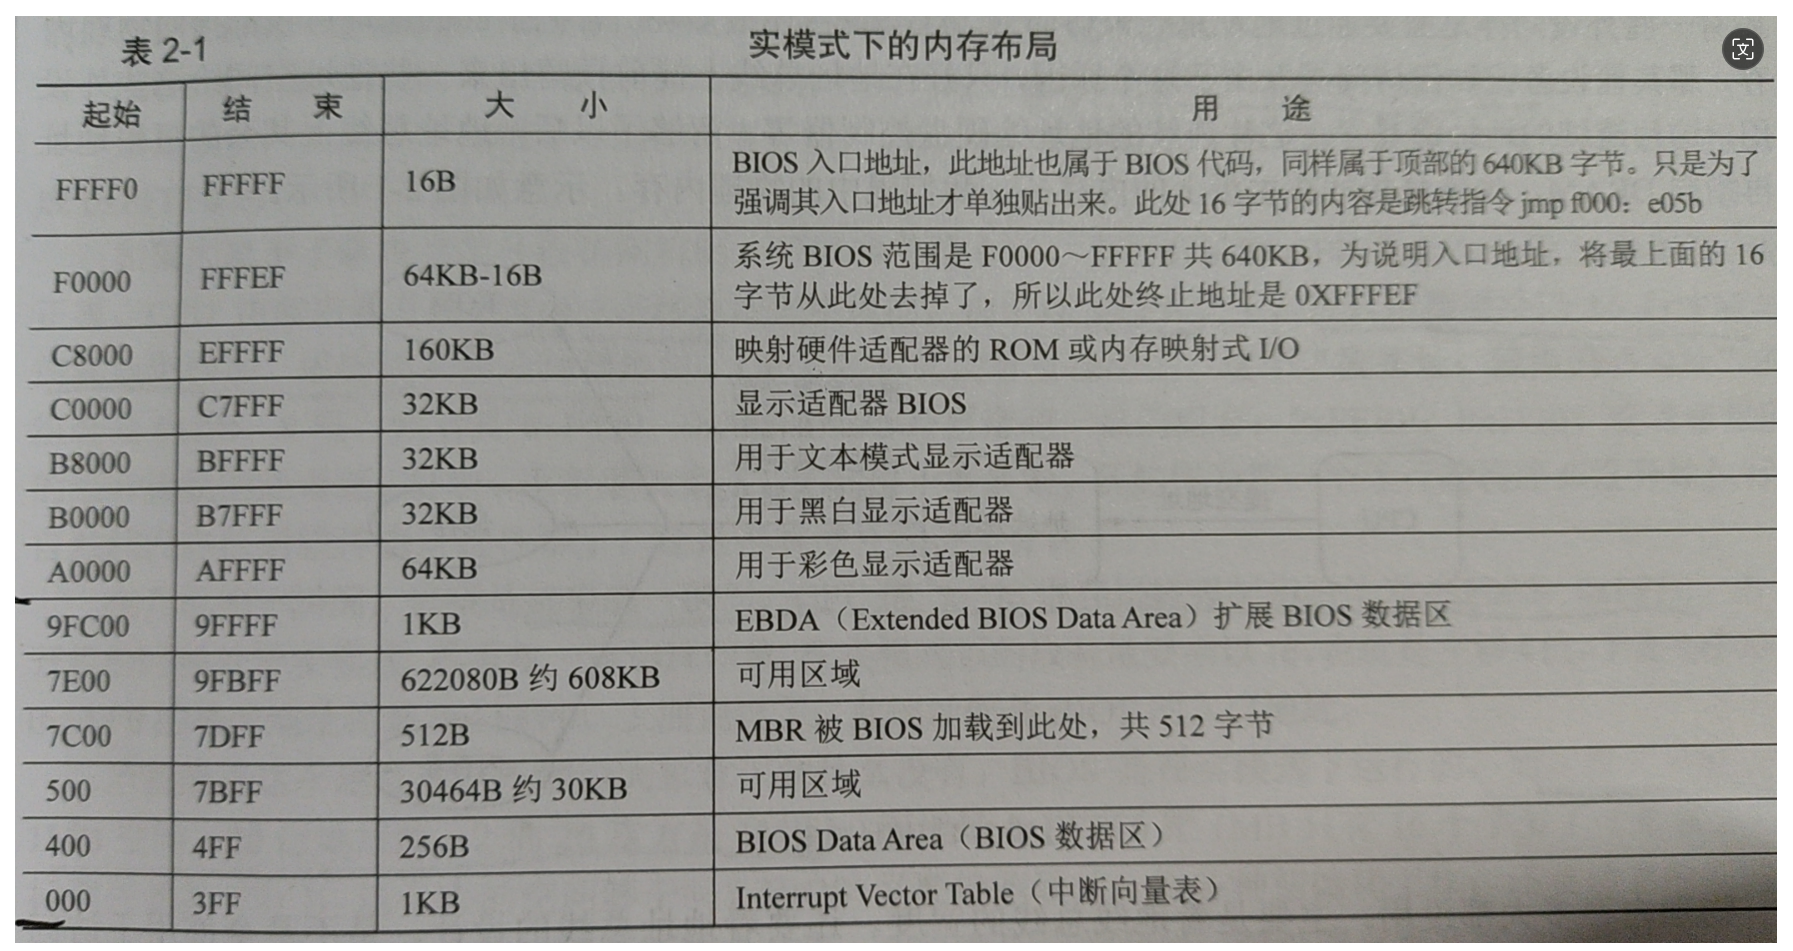 表 2-1 实模式下的内存布局
起始 结 束 大 小 用 途
FFFF0 FFFFF 16B BIOS 入口地址，此地址也属于 BIOS 代码，同样属于顶部的 640KB 字节。只是为了
强调其入口地址才单独贴出来。此处 16 字节的内容是跳转指令 jmp f000：e05b
F0000 FFFEF 64KB-16B 系统 BIOS 范围是 F0000～FFFFF 共 640KB，为说明入口地址，将最上面的 16
字节从此处去掉了，所以此处终止地址是 0XFFFEF
C8000 EFFFF 160KB 映射硬件适配器的 ROM 或内存映射式 I/O
C0000 C7FFF 32KB 显示适配器 BIOS
B8000 BFFFF 32KB 用于文本模式显示适配器
B0000 B7FFF 32KB 用于黑白显示适配器
A0000 AFFFF 64KB 用于彩色显示适配器
9FC00 9FFFF 1KB EBDA（Extended BIOS Data Area）扩展 BIOS 数据区
7E00 9FBFF 622080B 约 608KB 可用区域
7C00 7DFF 512B MBR 被 BIOS 加载到此处，共 512 字节
500 7BFF 30464B 约 30KB 可用区域
400 4FF 256B BIOS Data Area（BIOS 数据区）
000 3FF 1KB Interrupt Vector Table（中断向量表）